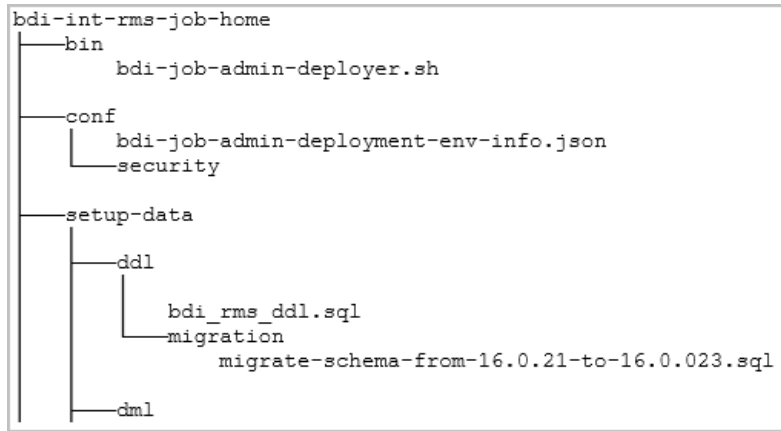 bdi-int-rms-job-home
bin
bdi-job-admin-deployer.sh
conf
bdi-job-admin-deployment-env-info.json
security
setup-data
ddl
bdi_rms_ddl.sql
migration
migrate-schema-from-16.0.21-to-16.0.023.sql
dml